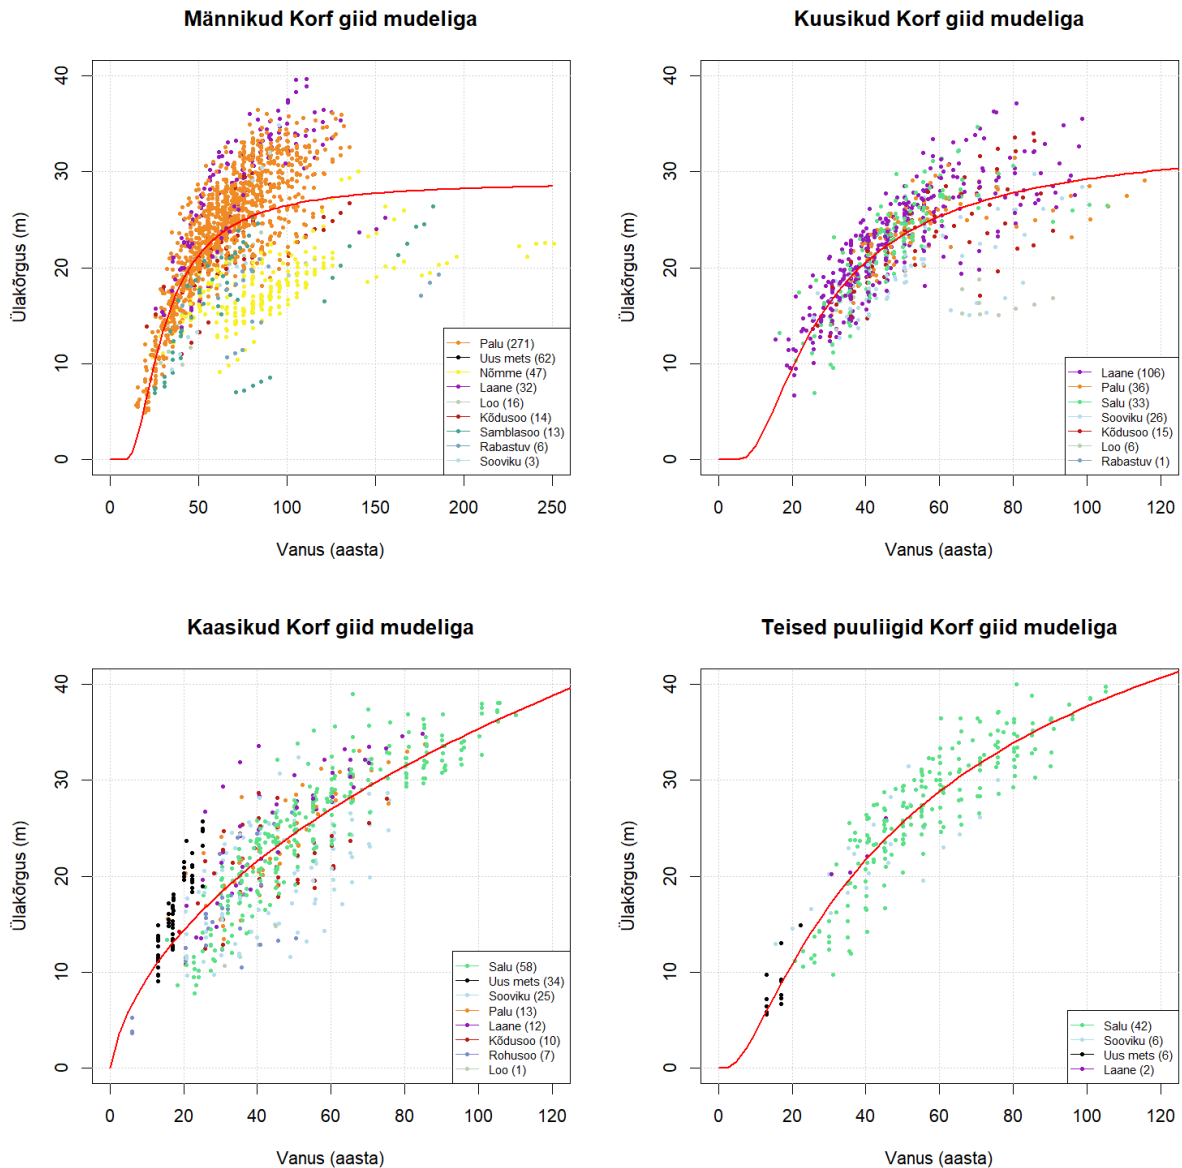 Männikud Korf giid mudeliga
40
30
20
10
0
Ülakõrgus (m)
0 50 100 150 200 250
Vanus (aasta)
Palu (271)
Uus mets (62)
Nõmme (47)
Laane (32)
Loo (16)
Kõdusoo (14)
Samblasoo (13)
Rabastuv (6)
Sooviku (3)
Kuusikud Korf giid mudeliga
40
30
20
10
0
Ülakõrgus (m)
0 20 40 60 80 100 120
Vanus (aasta)
Laane (106)
Palu (36)
Salu (33)
Sooviku (26)
Kõdusoo (15)
Loo (6)
Rabastuv (1)
Kaasikud Korf giid mudeliga
40
30
20
10
0
Ülakõrgus (m)
0 20 40 60 80 100 120
Vanus (aasta)
Salu (58)
Uus mets (34)
Sooviku (25)
Palu (13)
Laane (12)
Kõdusoo (10)
Rohusoo (7)
Loo (1)
Teised puuliigid Korf giid mudeliga
40
30
20
10
0
Ülakõrgus (m)
0 20 40 60 80 100 120
Vanus (aasta)
Salu (42)
Sooviku (6)
Uus mets (6)
Laane (2)